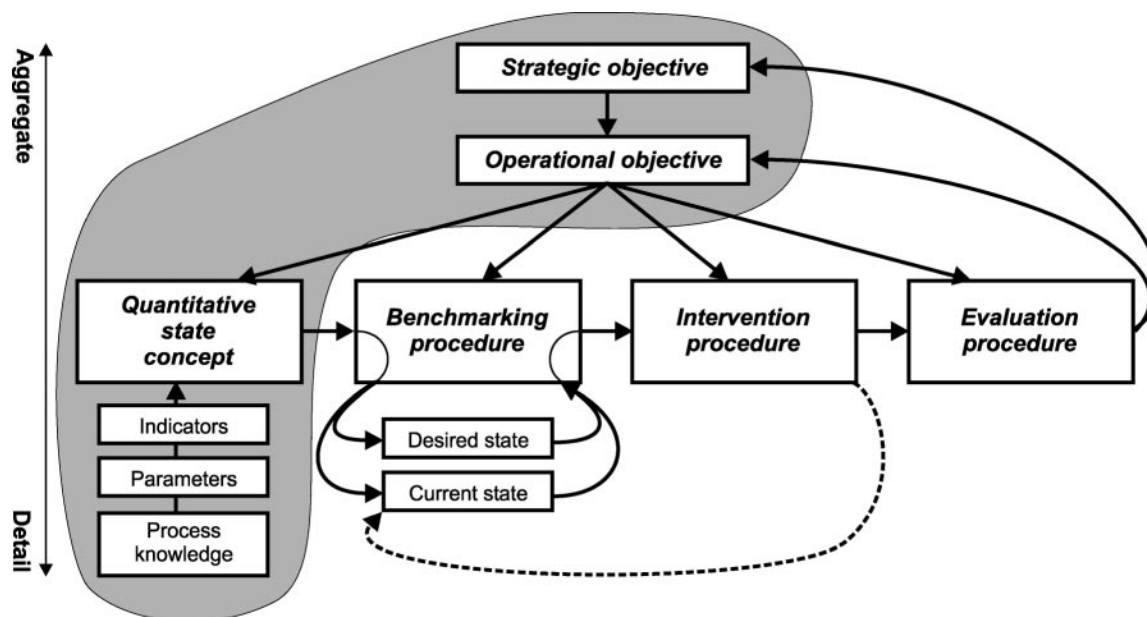 Aggregate
Strategic objective
Operational objective
Quantitative
state
concept
Benchmarking
procedure
Intervention
procedure
Evaluation
procedure
Indicators
Parameters
Process
knowledge
Desired state
Current state
Detail